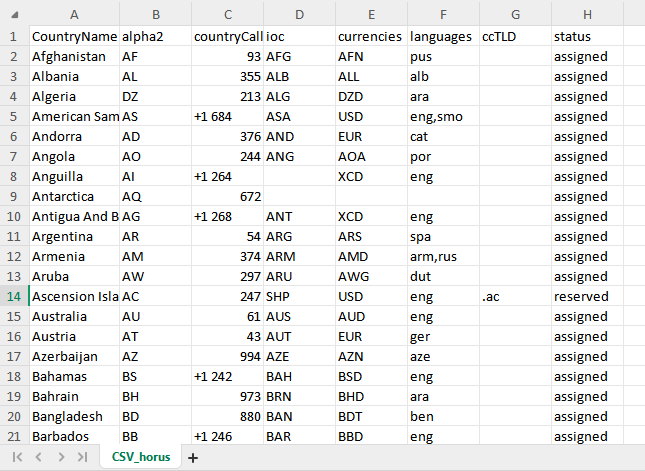 A B C D E F G H
1 CountryName alpha2 countryCall ioc currencies languages ccTLD status
2 Afghanistan AF 93 AFG AFN pus assigned
3 Albania AL 355 ALB ALL alb assigned
4 Algeria DZ 213 ALG DZD ara assigned
5 American Sam AS +1 684 ASA USD eng,smo assigned
6 Andorra AD 376 AND EUR cat assigned
7 Angola AO 244 ANG AOA por assigned
8 Anguilla AI +1 264 XCD eng assigned
9 Antarctica AQ 672 assigned
10 Antigua And B AG +1 268 ANT XCD eng assigned
11 Argentina AR 54 ARG ARS spa assigned
12 Armenia AM 374 ARM AMD arm,rus assigned
13 Aruba AW 297 ARU AWG dut assigned
14 Ascension Isla AC 247 SHP USD eng .ac reserved
15 Australia AU 61 AUS AUD eng assigned
16 Austria AT 43 AUT EUR ger assigned
17 Azerbaijan AZ 994 AZE AZN aze assigned
18 Bahamas BS +1 242 BAH BSD eng assigned
19 Bahrain BH 973 BRN BHD ara assigned
20 Bangladesh BD 880 BAN BDT ben assigned
21 Barbados BB +1 246 BAR BBD eng assigned
CSV_horus +